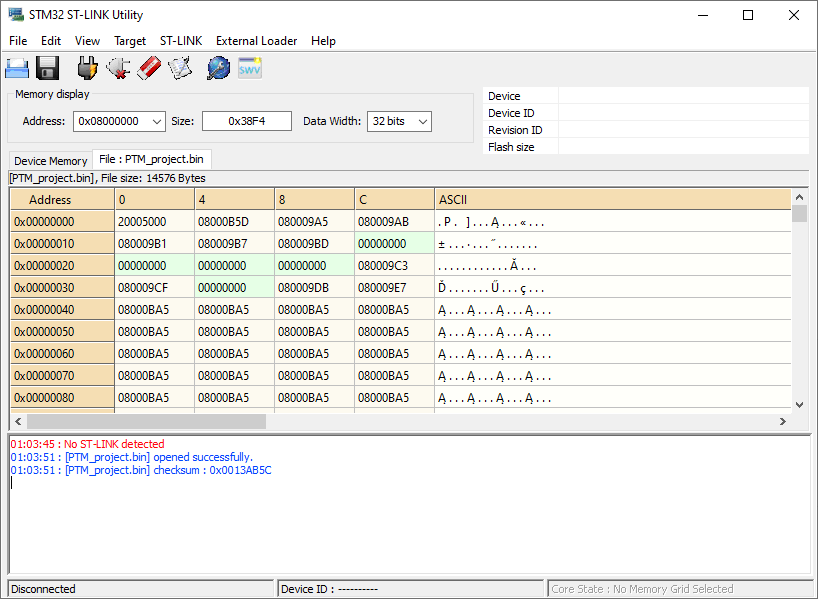 STM32 ST-LINK Utility
File Edit View Target ST-LINK External Loader Help
SWV
Memory display
Address: 0x08000000 Size: 0x38F4 Data Width: 32 bits
Device
Device ID
Revision ID
Flash size
Device Memory File : PTM_project.bin
[PTM_project.bin], File size: 14576 Bytes
Address 0 4 8 C ASCII
0x00000000 20005000 08000B5D 080009A5 080009AB .P. ]...Ą...«...
0x00000010 080009B1 080009B7 080009BD 00000000 ±...·...˝.......
0x00000020 00000000 00000000 00000000 080009C3 ............Ă...
0x00000030 080009CF 00000000 080009DB 080009E7 Ď.......Ű...ç...
0x00000040 08000BA5 08000BA5 08000BA5 08000BA5 Ą...Ą...Ą...Ą...
0x00000050 08000BA5 08000BA5 08000BA5 08000BA5 Ą...Ą...Ą...Ą...
0x00000060 08000BA5 08000BA5 08000BA5 08000BA5 Ą...Ą...Ą...Ą...
0x00000070 08000BA5 08000BA5 08000BA5 08000BA5 Ą...Ą...Ą...Ą...
0x00000080 08000BA5 08000BA5 08000BA5 08000BA5 Ą...Ą...Ą...Ą...
01:03:45 : No ST-LINK detected
01:03:51 : [PTM_project.bin] opened successfully.
01:03:51 : [PTM_project.bin] checksum : 0x0013AB5C
Disconnected Device ID : ---------- Core State : No Memory Grid Selected